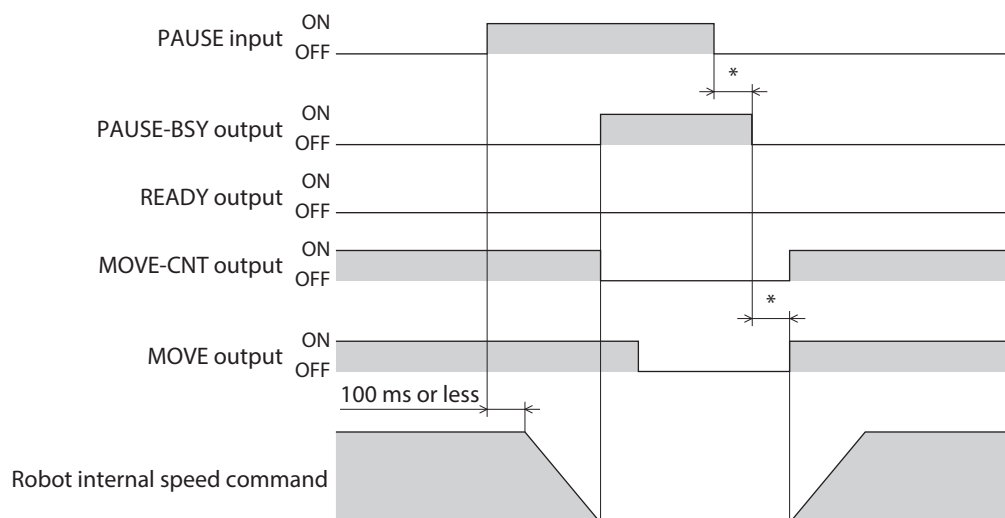 PAUSE input
ON
OFF
*
PAUSE-BSY output
ON
OFF
READY output
ON
OFF
MOVE-CNT output
ON
OFF
*
MOVE output
ON
OFF
100 ms or less
Robot internal speed command